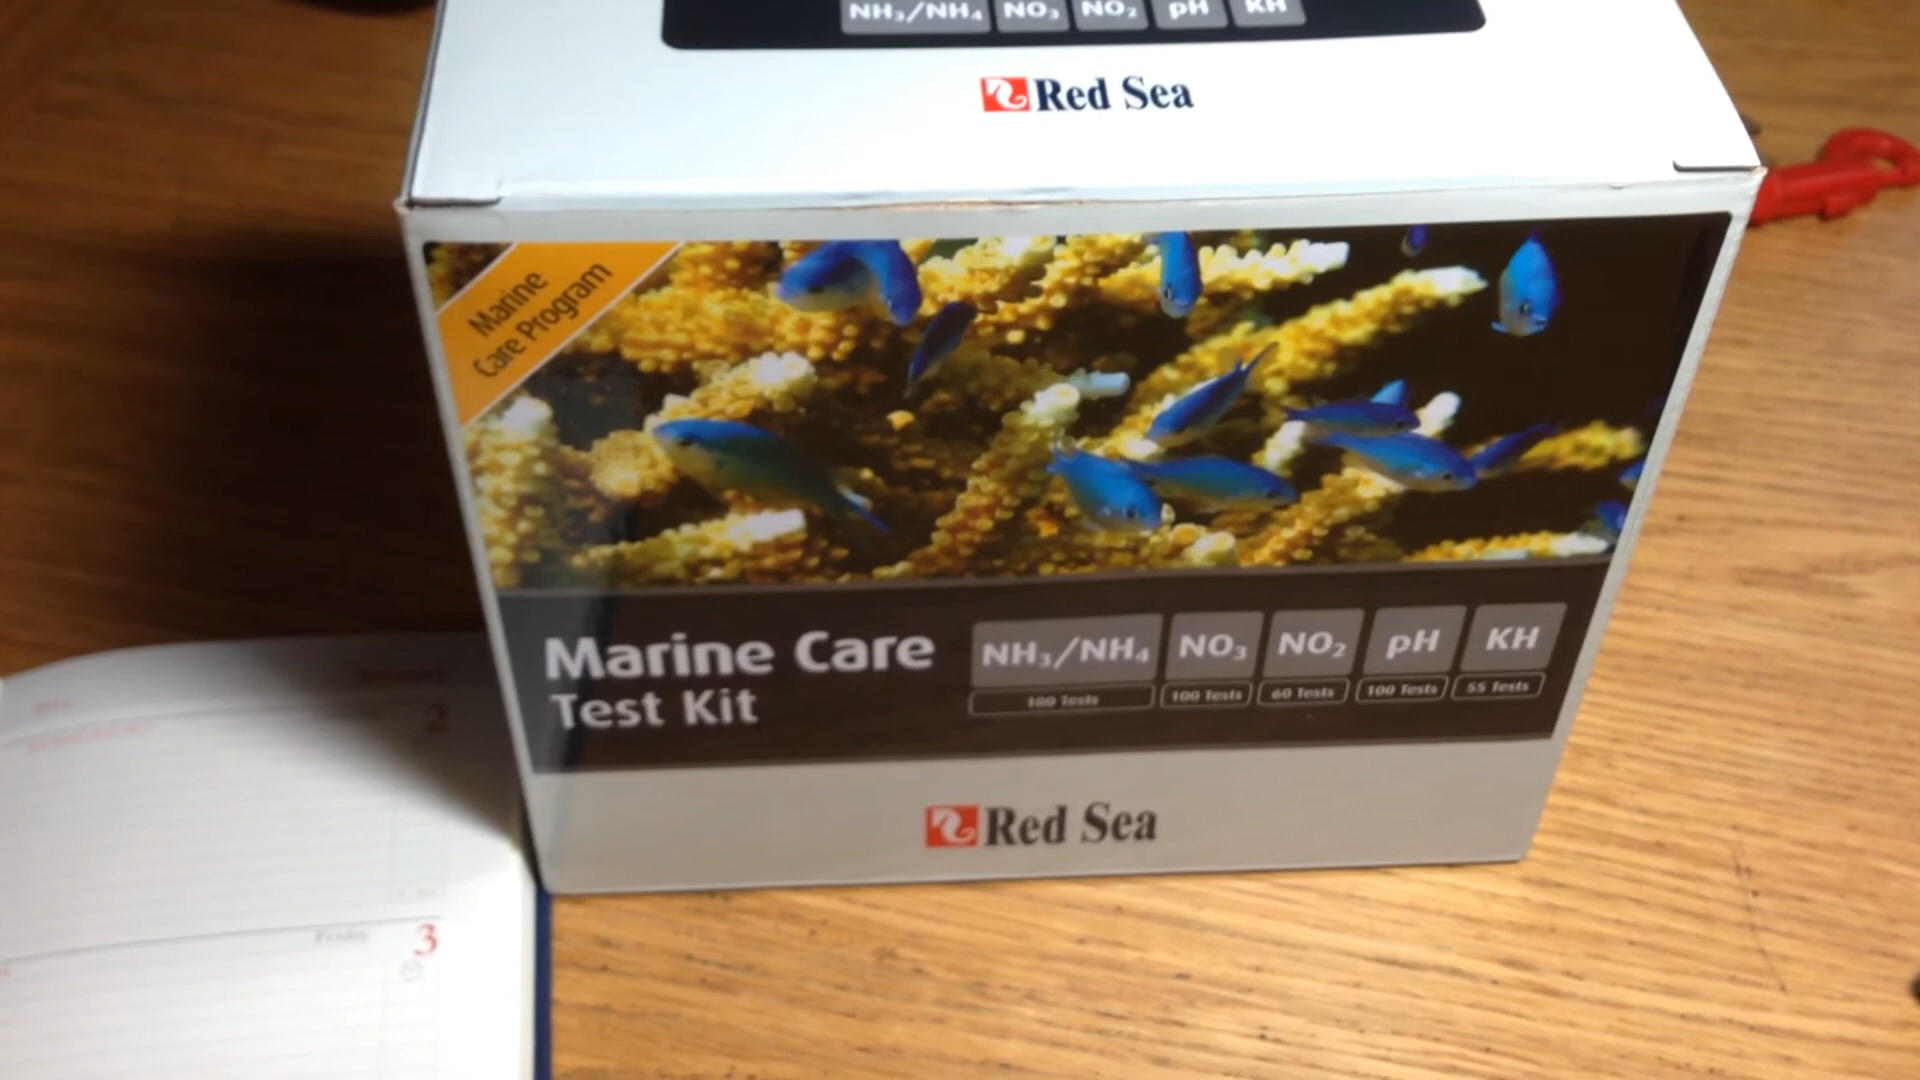 NH₃/NH₄ NO₃ NO₂ pH KH
Red Sea
Marine
Care Program
Marine Care
Test Kit
NH₃/NH₄ NO₃ NO₂ pH KH
100 Tests 100 Tests 60 Tests 100 Tests 55 Tests
Red Sea
2
Friday 3